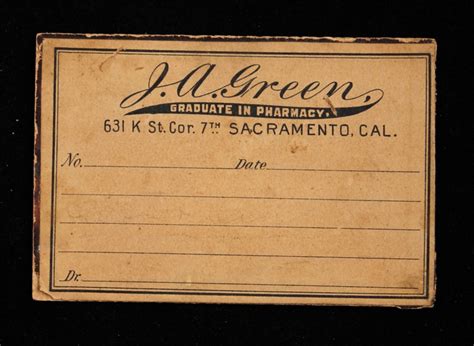 J.A. Green,
GRADUATE IN PHARMACY,
631 K St. Cor. 7TH SACRAMENTO, CAL.
No. Date
Dr.